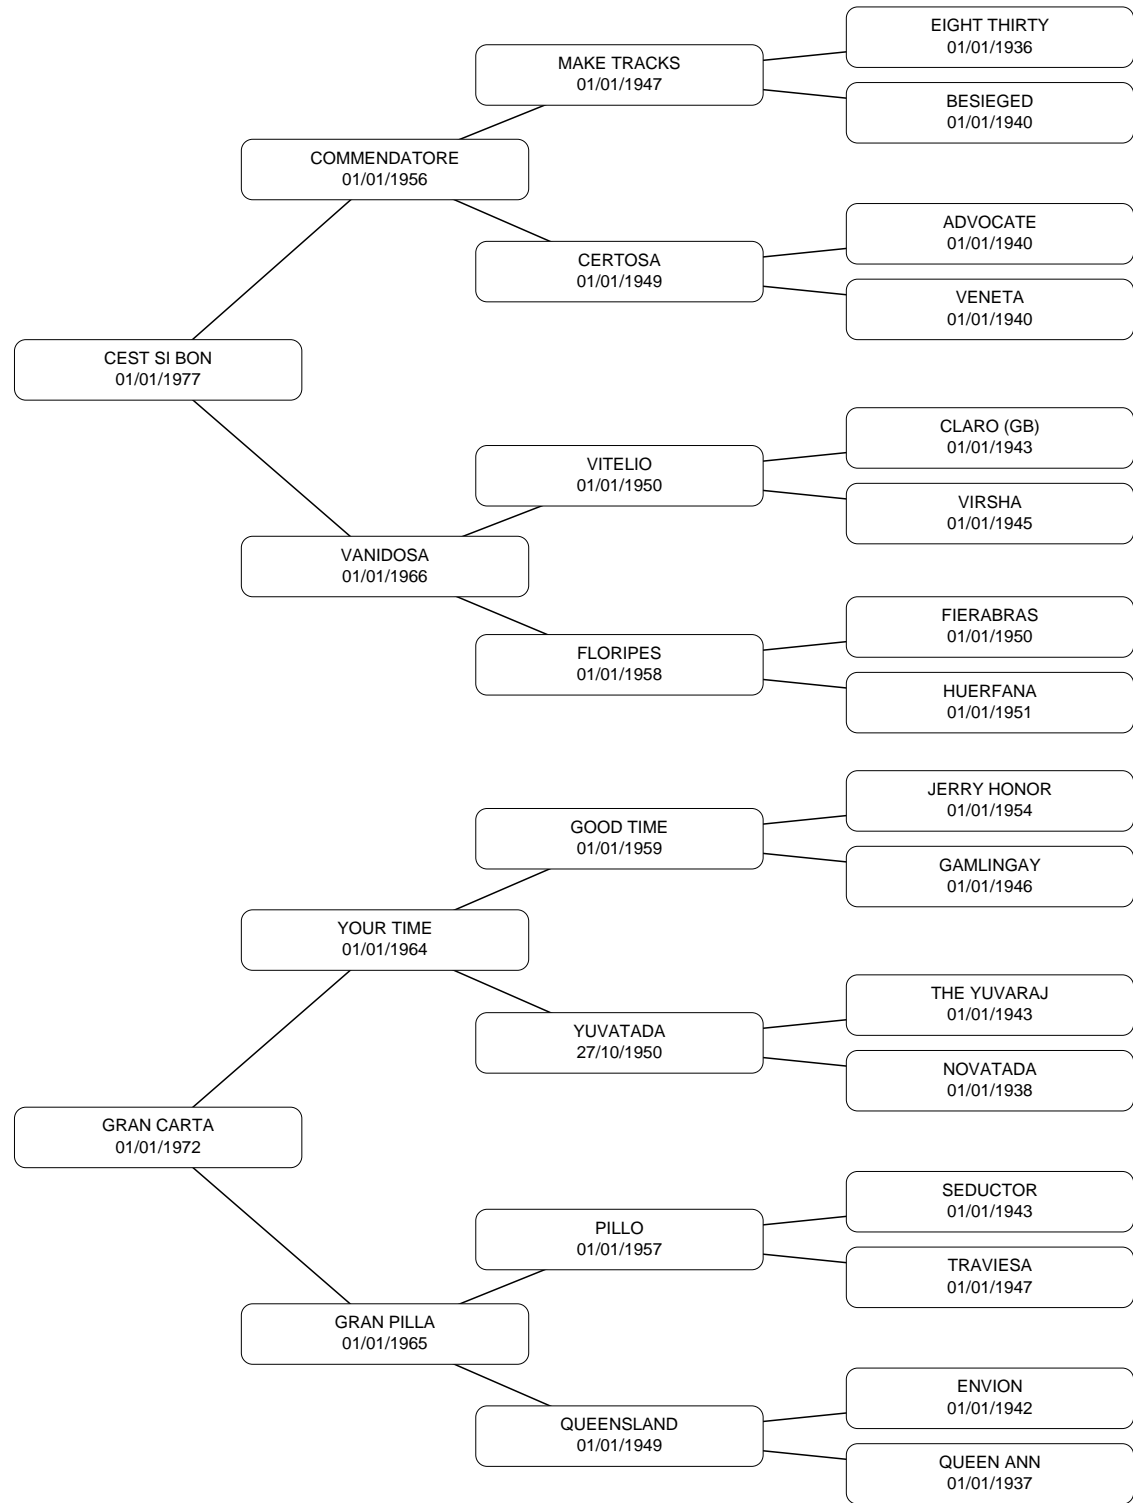 EIGHT THIRTY
01/01/1936
MAKE TRACKS
01/01/1947
BESIEGED
01/01/1940
COMMENDATORE
01/01/1956
ADVOCATE
01/01/1940
CERTOSA
01/01/1949
VENETA
01/01/1940
CEST SI BON
01/01/1977
CLARO (GB)
01/01/1943
VITELIO
01/01/1950
VIRSHA
01/01/1945
VANIDOSA
01/01/1966
FIERABRAS
01/01/1950
FLORIPES
01/01/1958
HUERFANA
01/01/1951
JERRY HONOR
01/01/1954
GOOD TIME
01/01/1959
GAMLINGAY
01/01/1946
YOUR TIME
01/01/1964
THE YUVARAJ
01/01/1943
YUVATADA
27/10/1950
NOVATADA
01/01/1938
GRAN CARTA
01/01/1972
SEDUCTOR
01/01/1943
PILLO
01/01/1957
TRAVIESA
01/01/1947
GRAN PILLA
01/01/1965
ENVION
01/01/1942
QUEENSLAND
01/01/1949
QUEEN ANN
01/01/1937